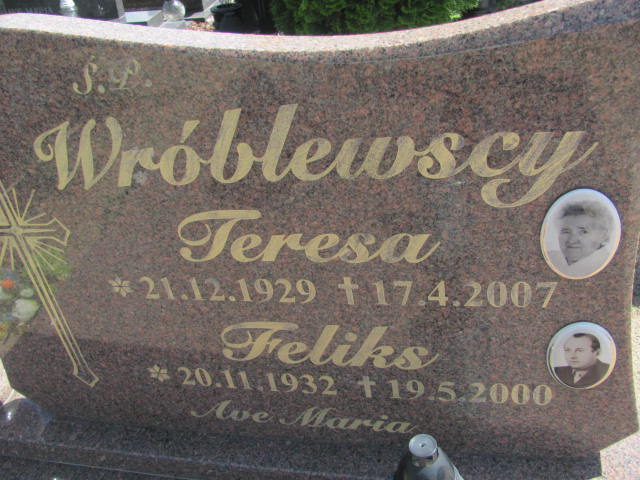 Ś.P.
Wróblewscy
Teresa
* 21.12.1929 † 17.4.2007
Feliks
* 20.11.1932 † 19.5.2000
Ave Maria